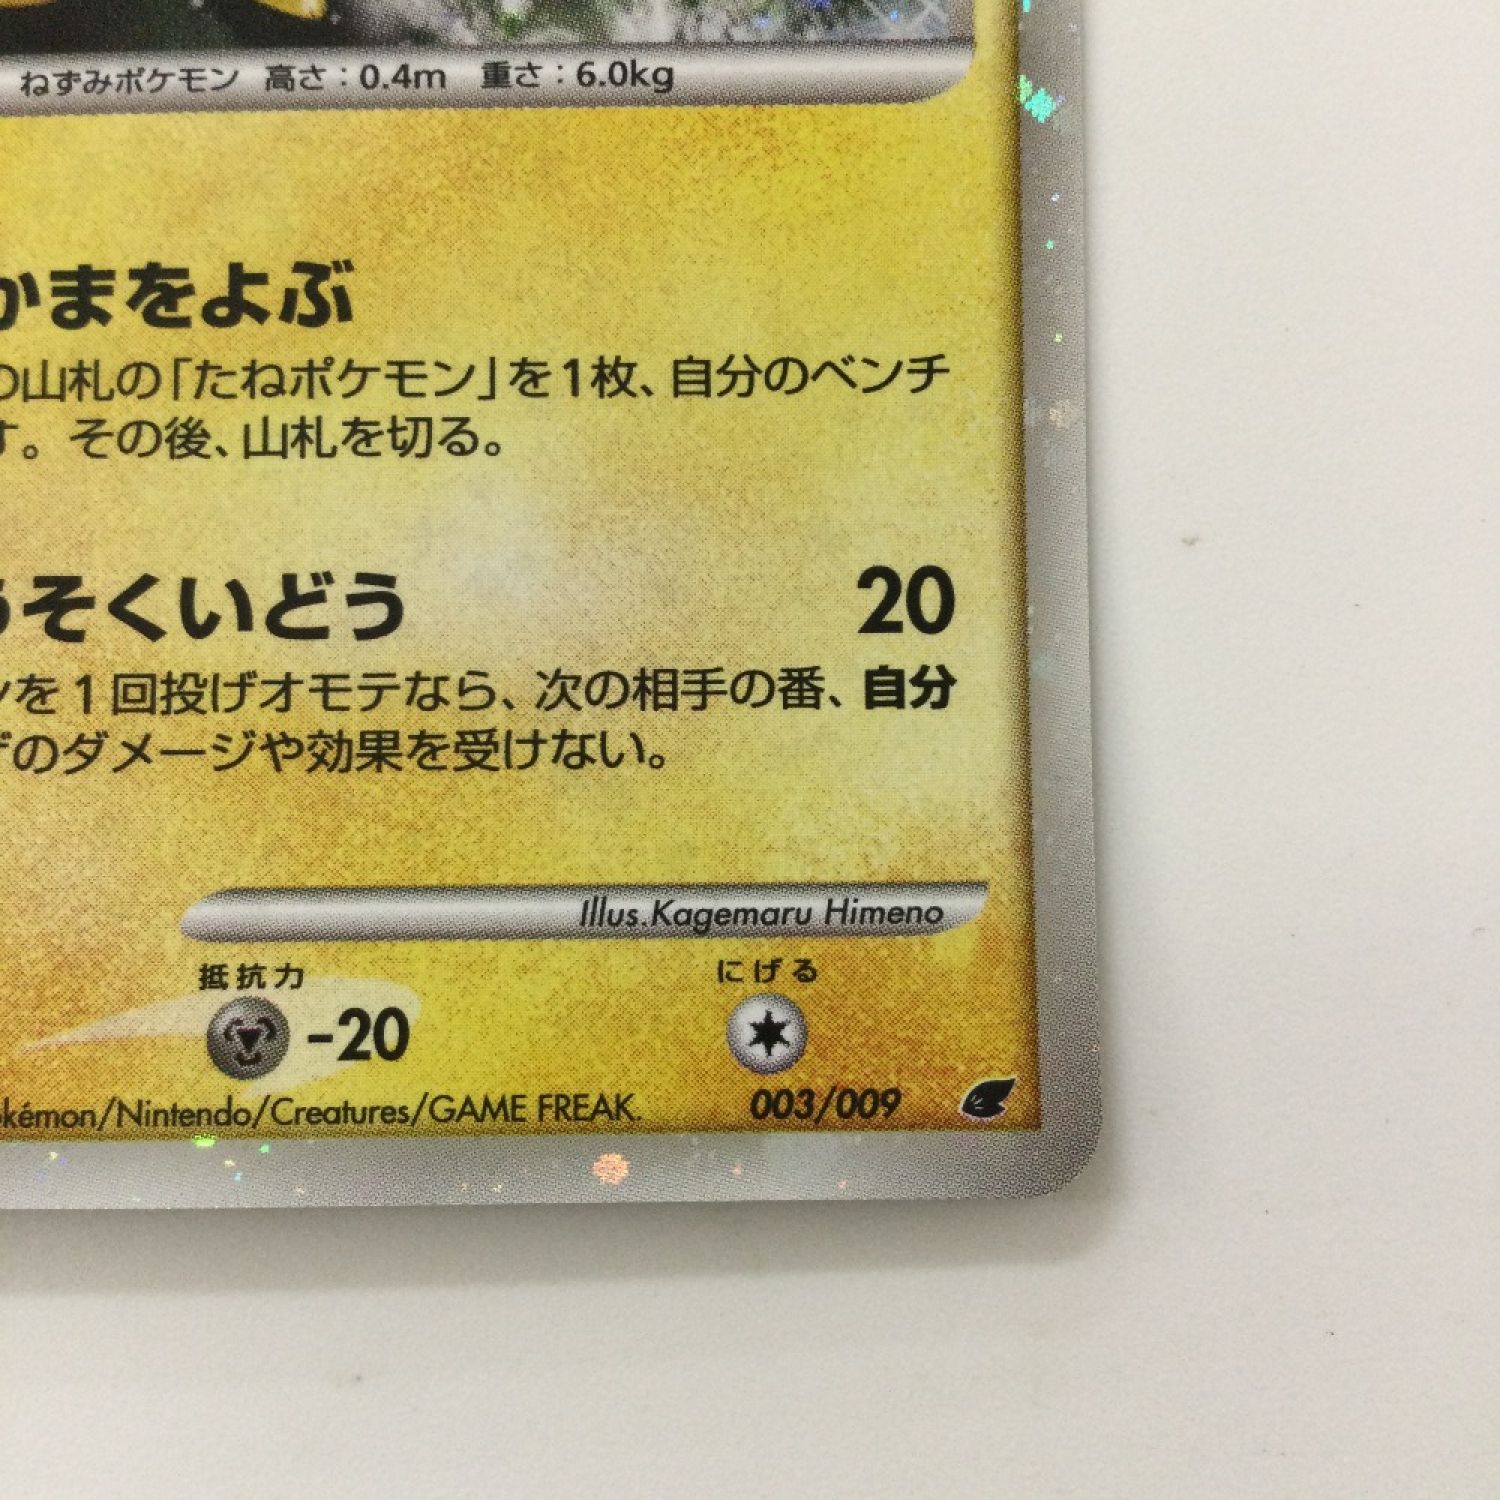 ねずみポケモン 高さ：0.4m 重さ：6.0kg
かまをよぶ
の山札の「たねポケモン」を1枚、自分のベンチ
す。その後、山札を切る。
うそくいどう 20
ンを1回投げオモテなら、次の相手の番、自分
ザのダメージや効果を受けない。
Illus.Kagemaru Himeno
抵抗力 にげる
-20
okémon/Nintendo/Creatures/GAME FREAK. 003/009